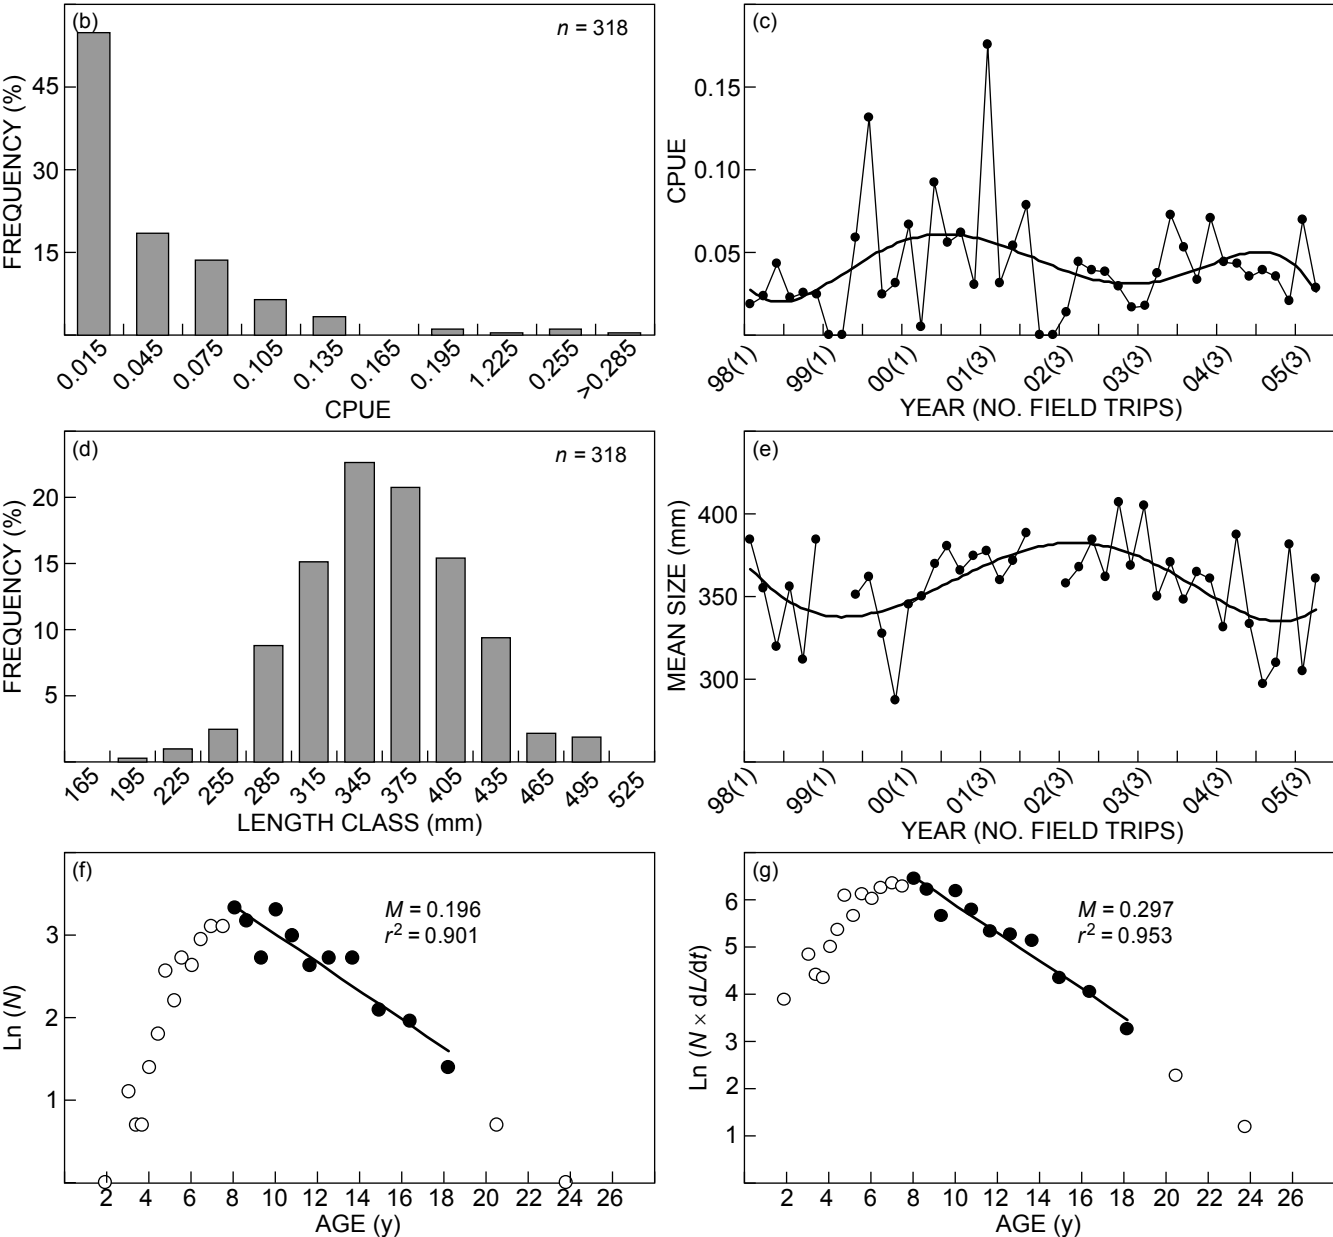 (b)
n = 318
FREQUENCY (%)
45
30
15
0.015 0.045 0.075 0.105 0.135 0.165 0.195 1.225 0.255 >0.285
CPUE
(c)
CPUE
0.15
0.10
0.05
98(1) 99(1) 00(1) 01(3) 02(3) 03(3) 04(3) 05(3)
YEAR (NO. FIELD TRIPS)
(d)
n = 318
FREQUENCY (%)
20
15
10
5
165 195 225 255 285 315 345 375 405 435 465 495 525
LENGTH CLASS (mm)
(e)
MEAN SIZE (mm)
400
350
300
98(1) 99(1) 00(1) 01(3) 02(3) 03(3) 04(3) 05(3)
YEAR (NO. FIELD TRIPS)
(f)
M = 0.196
r² = 0.901
Ln (N)
3
2
1
2 4 6 8 10 12 14 16 18 20 22 24 26
AGE (y)
(g)
M = 0.297
r² = 0.953
Ln (N × dL/dt)
6
5
4
3
2
1
2 4 6 8 10 12 14 16 18 20 22 24 26
AGE (y)